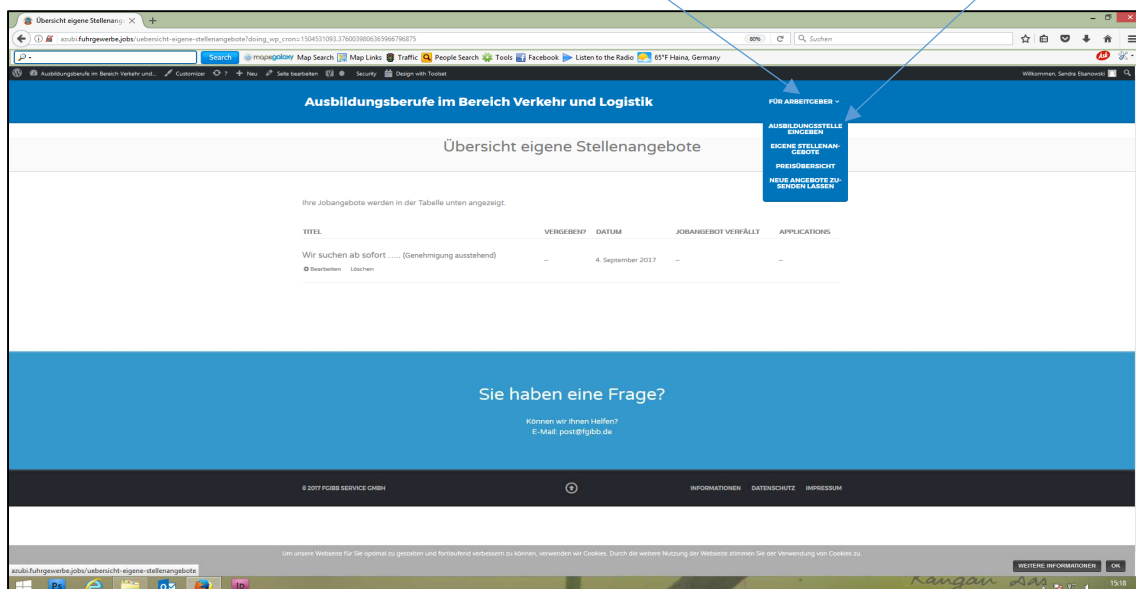 Übersicht eigene Stellenang
azubi.fuhrgewerbe.jobs/uebersicht-eigene-stellenangebote?doing_wp_cron=1504531093.3760039806365966796875
80%
Suchen
Search
mapsgalaxy Map Search Map Links Traffic People Search Tools Facebook Listen to the Radio 65°F Haina, Germany
Ausbildungsberufe im Bereich Verkehr und... Customizer 7 Neu Seite bearbeiten Security Design with Toolset
Willkommen, Sandra Elsanowski
Ausbildungsberufe im Bereich Verkehr und Logistik
FÜR ARBEITGEBER
AUSBILDUNGSSTELLE
EINGEBEN
EIGENE STELLENAN-
GEBOTE
PREISÜBERSICHT
NEUE ANGEBOTE ZU-
SENDEN LASSEN
Übersicht eigene Stellenangebote
Ihre Jobangebote werden in der Tabelle unten angezeigt.
TITEL VERGEBEN? DATUM JOBANGEBOT VERFÄLLT APPLICATIONS
Wir suchen ab sofort ...... (Genehmigung ausstehend) – 4. September 2017 – –
Bearbeiten Löschen
Sie haben eine Frage?
Können wir Ihnen Helfen?
E-Mail: post@fgibb.de
© 2017 FGIBB SERVICE GMBH
INFORMATIONEN DATENSCHUTZ IMPRESSUM
Um unsere Webseite für Sie optimal zu gestalten und fortlaufend verbessern zu können, verwenden wir Cookies. Durch die weitere Nutzung der Webseite stimmen Sie der Verwendung von Cookies zu.
WEITERE INFORMATIONEN OK
azubi.fuhrgewerbe.jobs/uebersicht-eigene-stellenangebote
Ps
Id
Kangan
15:18